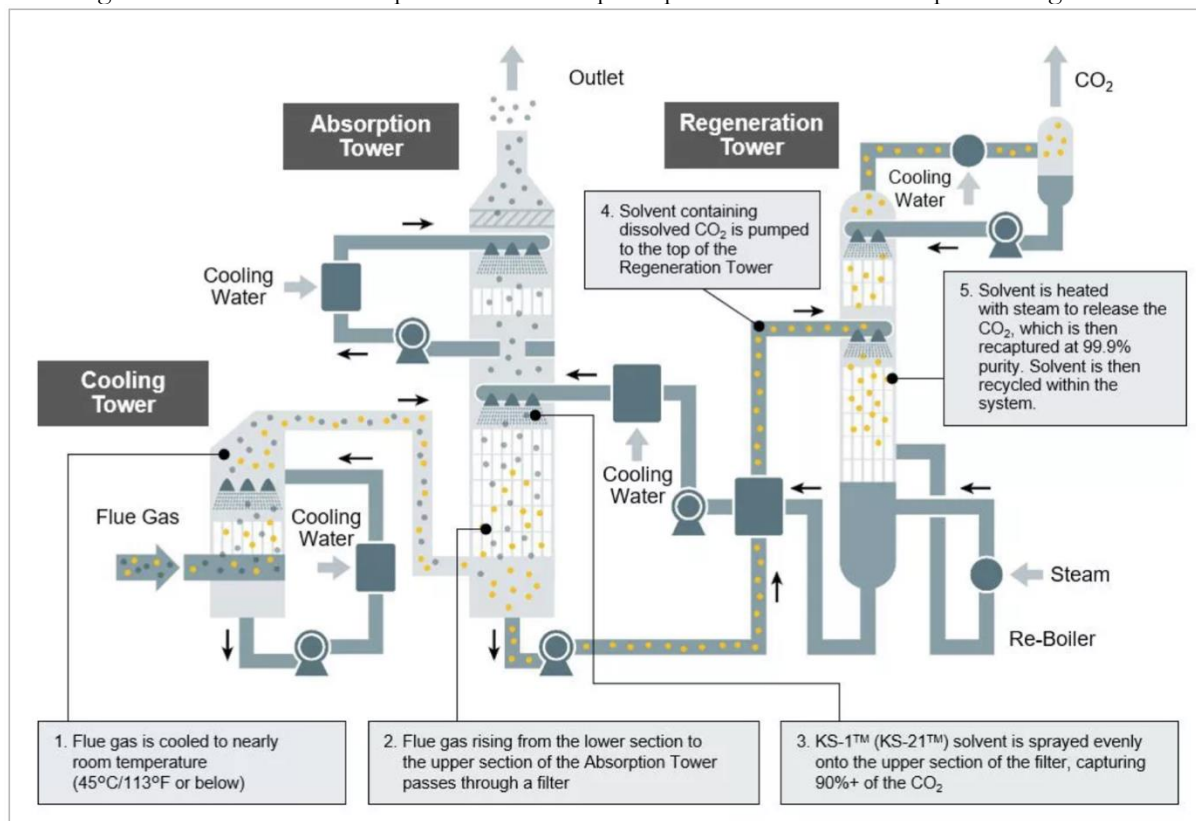 Outlet
CO₂
Absorption
Tower
Regeneration
Tower
Cooling
Water
4. Solvent containing
dissolved CO₂ is pumped
to the top of the
Regeneration Tower
Cooling
Water
5. Solvent is heated
with steam to release the
CO₂, which is then
recaptured at 99.9%
purity. Solvent is then
recycled within the
system.
Cooling
Tower
Flue Gas
Cooling
Water
Cooling
Water
Steam
Re-Boiler
1. Flue gas is cooled to nearly
room temperature
(45ºC/113ºF or below)
2. Flue gas rising from the lower section to
the upper section of the Absorption Tower
passes through a filter
3. KS-1™ (KS-21™) solvent is sprayed evenly
onto the upper section of the filter, capturing
90%+ of the CO₂